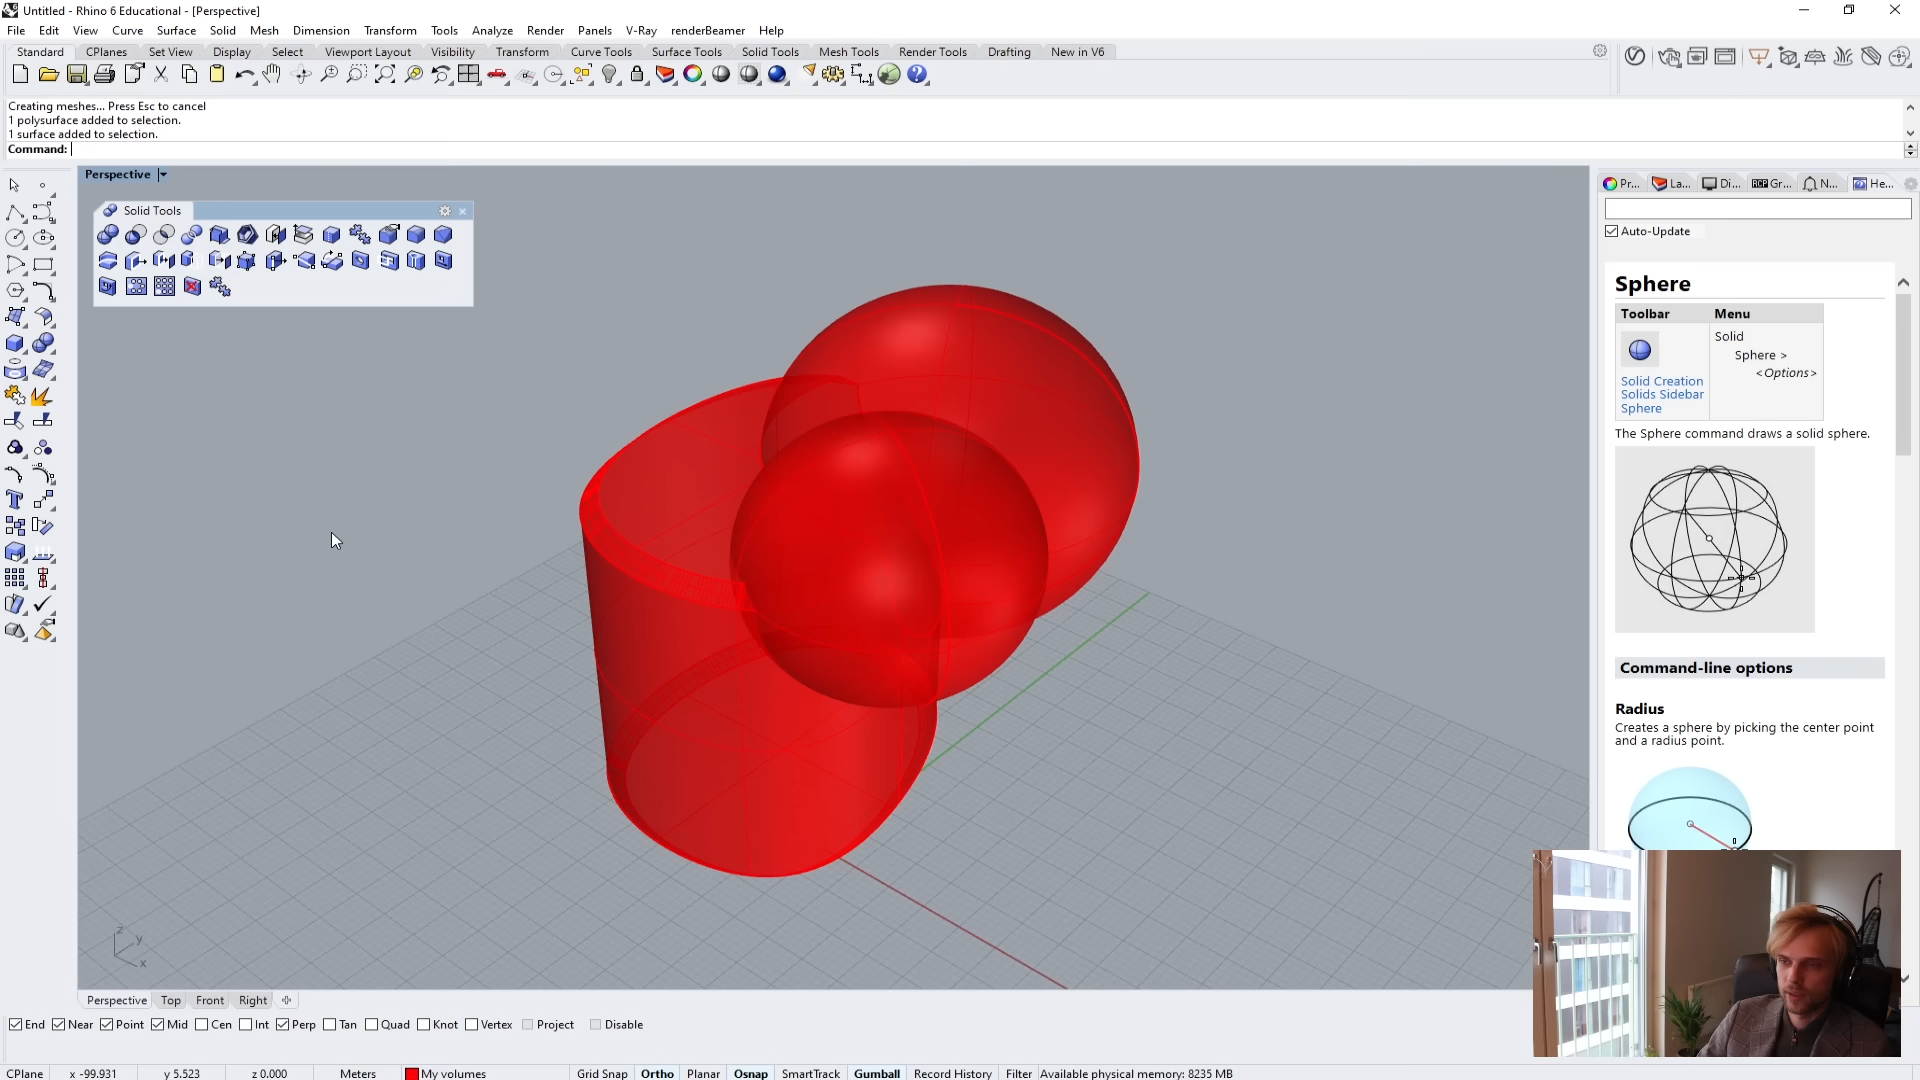 Untitled - Rhino 6 Educational - [Perspective]
File Edit View Curve Surface Solid Mesh Dimension Transform Tools Analyze Render Panels V-Ray renderBeamer Help
Standard CPlanes Set View Display Select Viewport Layout Visibility Transform Curve Tools Surface Tools Solid Tools Mesh Tools Render Tools Drafting New in V6
Creating meshes... Press Esc to cancel
1 polysurface added to selection.
1 surface added to selection.
Command:
Perspective
Solid Tools
Pr... La... Di... Gr... N... He...
Auto-Update
Sphere
Toolbar Menu
Solid
Sphere >
<Options>
Solid Creation
Solids Sidebar
Sphere
The Sphere command draws a solid sphere.
Command-line options
Radius
Creates a sphere by picking the center point
and a radius point.
z
y
x
Perspective Top Front Right
End Near Point Mid Cen Int Perp Tan Quad Knot Vertex Project Disable
CPlane x -99.931 y 5.523 z 0.000 Meters My volumes Grid Snap Ortho Planar Osnap SmartTrack Gumball Record History Filter Available physical memory: 8235 MB